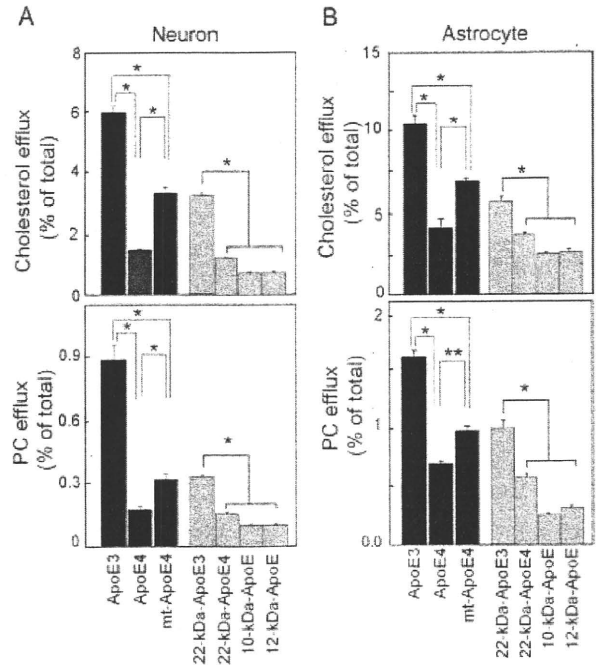 A
Neuron
Cholesterol efflux
(% of total)
8
6
4
2
0
*
*
*
*
PC efflux
(% of total)
0.9
0.6
0.3
0
*
*
*
*
ApoE3
ApoE4
mt-ApoE4
22-kDa-ApoE3
22-kDa-ApoE4
10-kDa-ApoE
12-kDa-ApoE
B
Astrocyte
Cholesterol efflux
(% of total)
15
10
5
0
*
*
*
*
PC efflux
(% of total)
2
1
0.0
*
*
**
*
ApoE3
ApoE4
mt-ApoE4
22-kDa-ApoE3
22-kDa-ApoE4
10-kDa-ApoE
12-kDa-ApoE